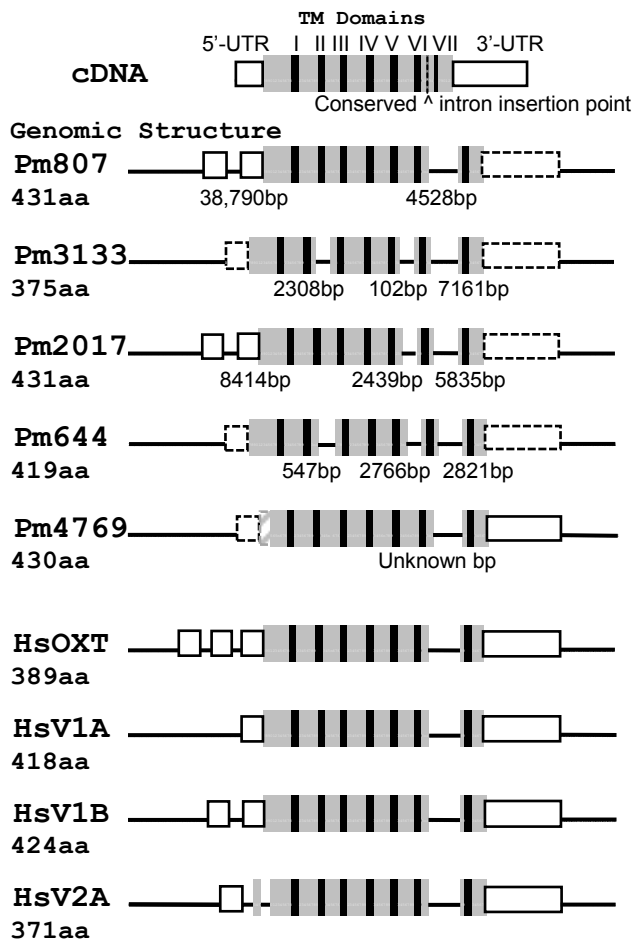 TM Domains
5’-UTR I II III IV V VI VII 3’-UTR
cDNA
Conserved ^ intron insertion point
Genomic Structure
Pm807
431aa 38,790bp 4528bp
Pm3133
375aa 2308bp 102bp 7161bp
Pm2017
431aa 8414bp 2439bp 5835bp
Pm644
419aa 547bp 2766bp 2821bp
Pm4769
430aa Unknown bp
HsOXT
389aa
HsV1A
418aa
HsV1B
424aa
HsV2A
371aa